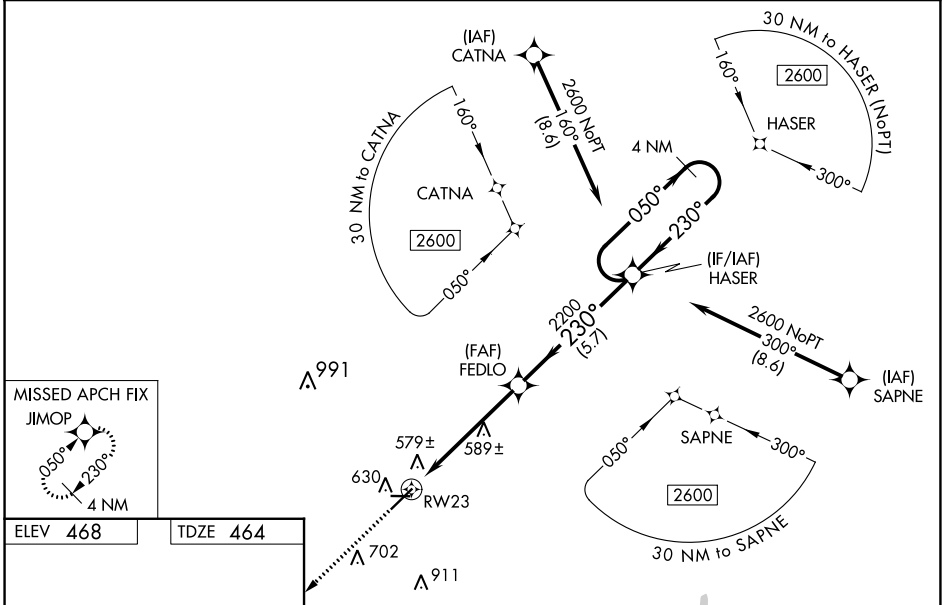 (IAF)
CATNA
2600 NoPT
160°
(8.6)
30 NM to HASER (NoPT)
2600
160°
HASER
300°
30 NM to CATNA
160°
CATNA
2600
050°
4 NM
050°
230°
(IF/IAF)
HASER
2200
230°
(5.7)
2600 NoPT
300°
(8.6)
(IAF)
SAPNE
(FAF)
FEDLO
991
579±
589±
630
RW23
702
911
050°
SAPNE
300°
2600
30 NM to SAPNE
MISSED APCH FIX
JIMOP
050°
230°
4 NM
ELEV 468
TDZE 464